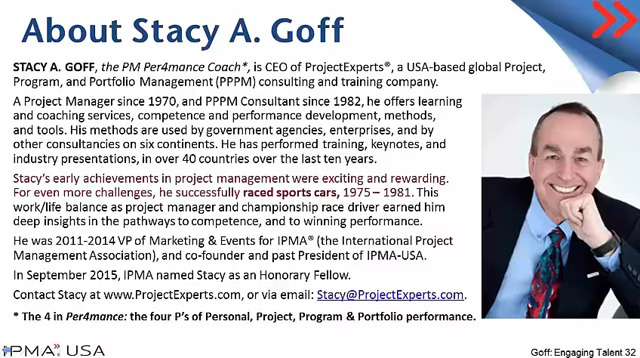 About Stacy A. Goff
STACY A. GOFF, the PM Per4mance Coach*, is CEO of ProjectExperts®, a USA-based global Project,
Program, and Portfolio Management (PPPM) consulting and training company.
A Project Manager since 1970, and PPPM Consultant since 1982, he offers learning
and coaching services, competence and performance development, methods,
and tools. His methods are used by government agencies, enterprises, and by
other consultancies on six continents. He has performed training, keynotes, and
industry presentations, in over 40 countries over the last ten years.
Stacy's early achievements in project management were exciting and rewarding.
For even more challenges, he successfully raced sports cars, 1975 – 1981. This
work/life balance as project manager and championship race driver earned him
deep insights in the pathways to competence, and to winning performance.
He was 2011-2014 VP of Marketing & Events for IPMA® (the International Project
Management Association), and co-founder and past President of IPMA-USA.
In September 2015, IPMA named Stacy as an Honorary Fellow.
Contact Stacy at www.ProjectExperts.com, or via email: Stacy@ProjectExperts.com.
* The 4 in Per4mance: the four P's of Personal, Project, Program & Portfolio performance.
IPMA USA
Goff: Engaging Talent 32